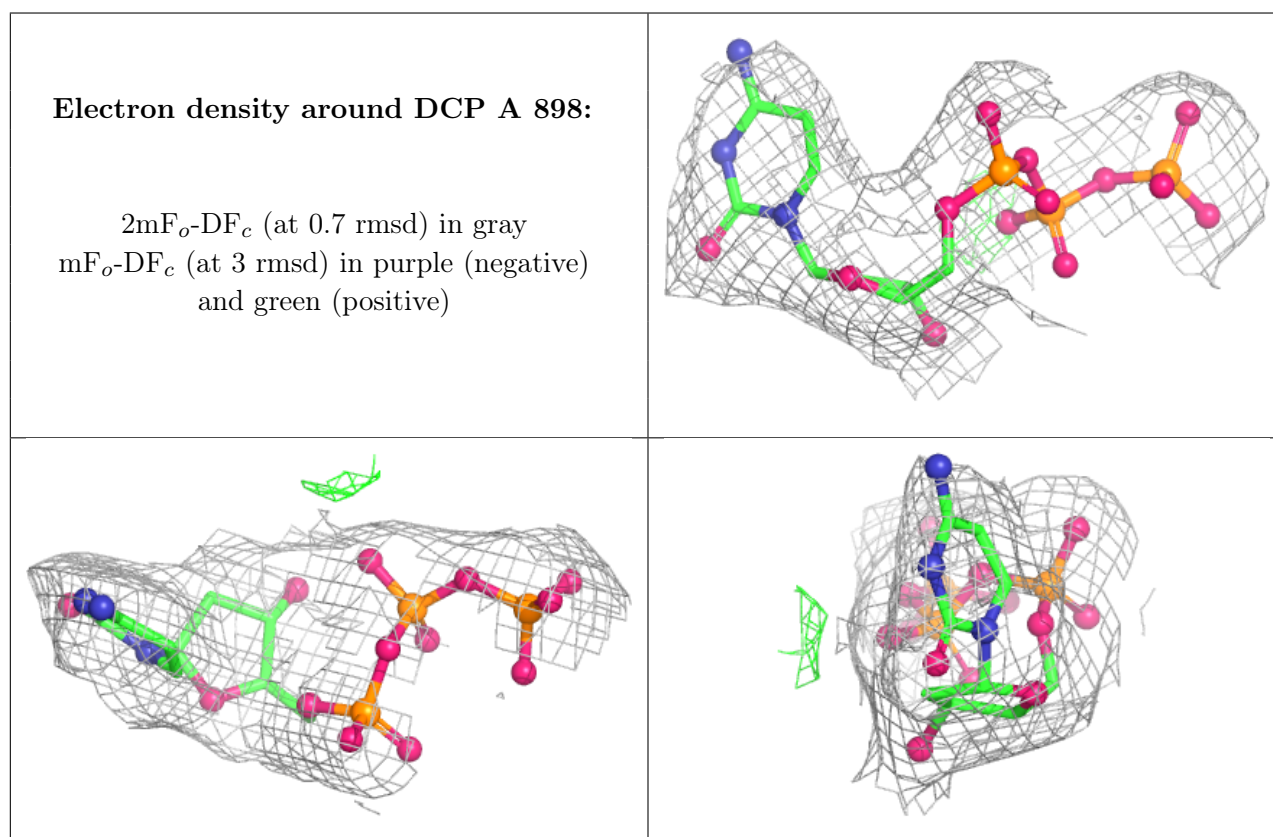 Electron density around DCP A 898:
2mFo-DFc (at 0.7 rmsd) in gray
mFo-DFc (at 3 rmsd) in purple (negative)
and green (positive)